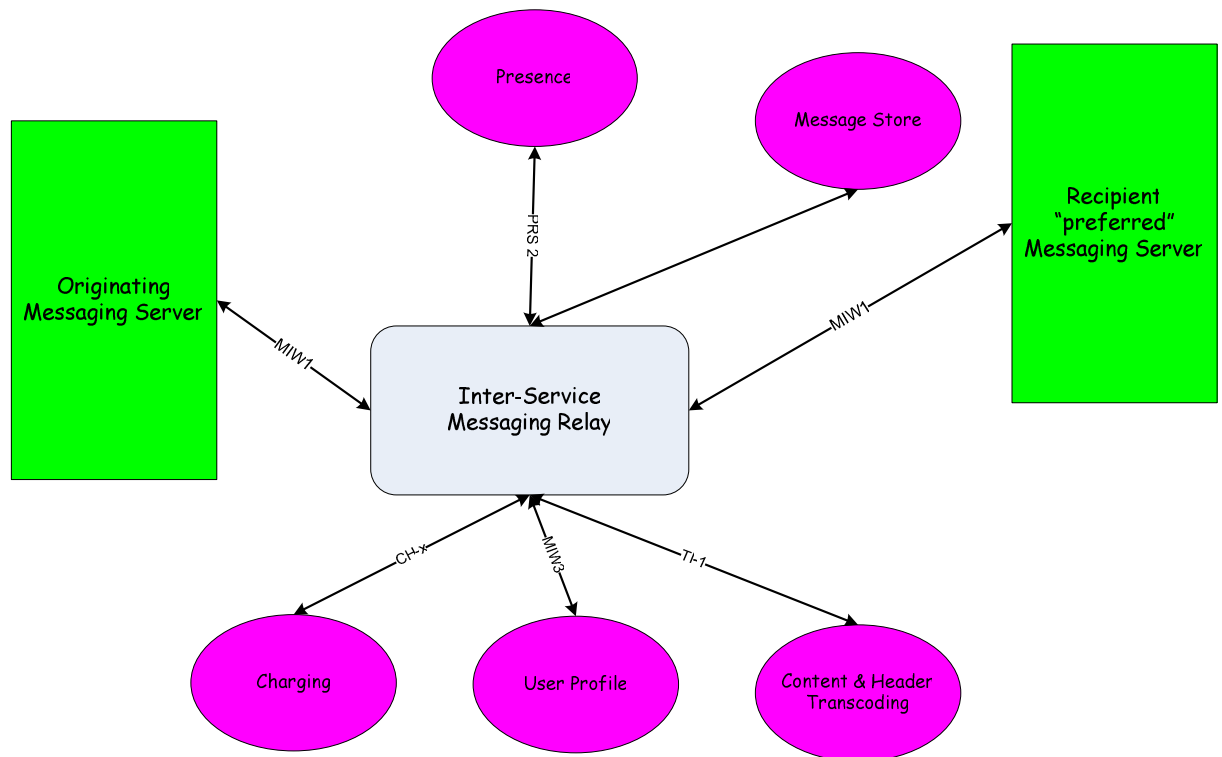 Presence
Message Store
Recipient
“preferred”
Messaging Server
PRS 2
Originating
Messaging Server
MIW1
MIW1
Inter-Service
Messaging Relay
CH-x
MIW3
TI-1
Charging
User Profile
Content & Header
Transcoding